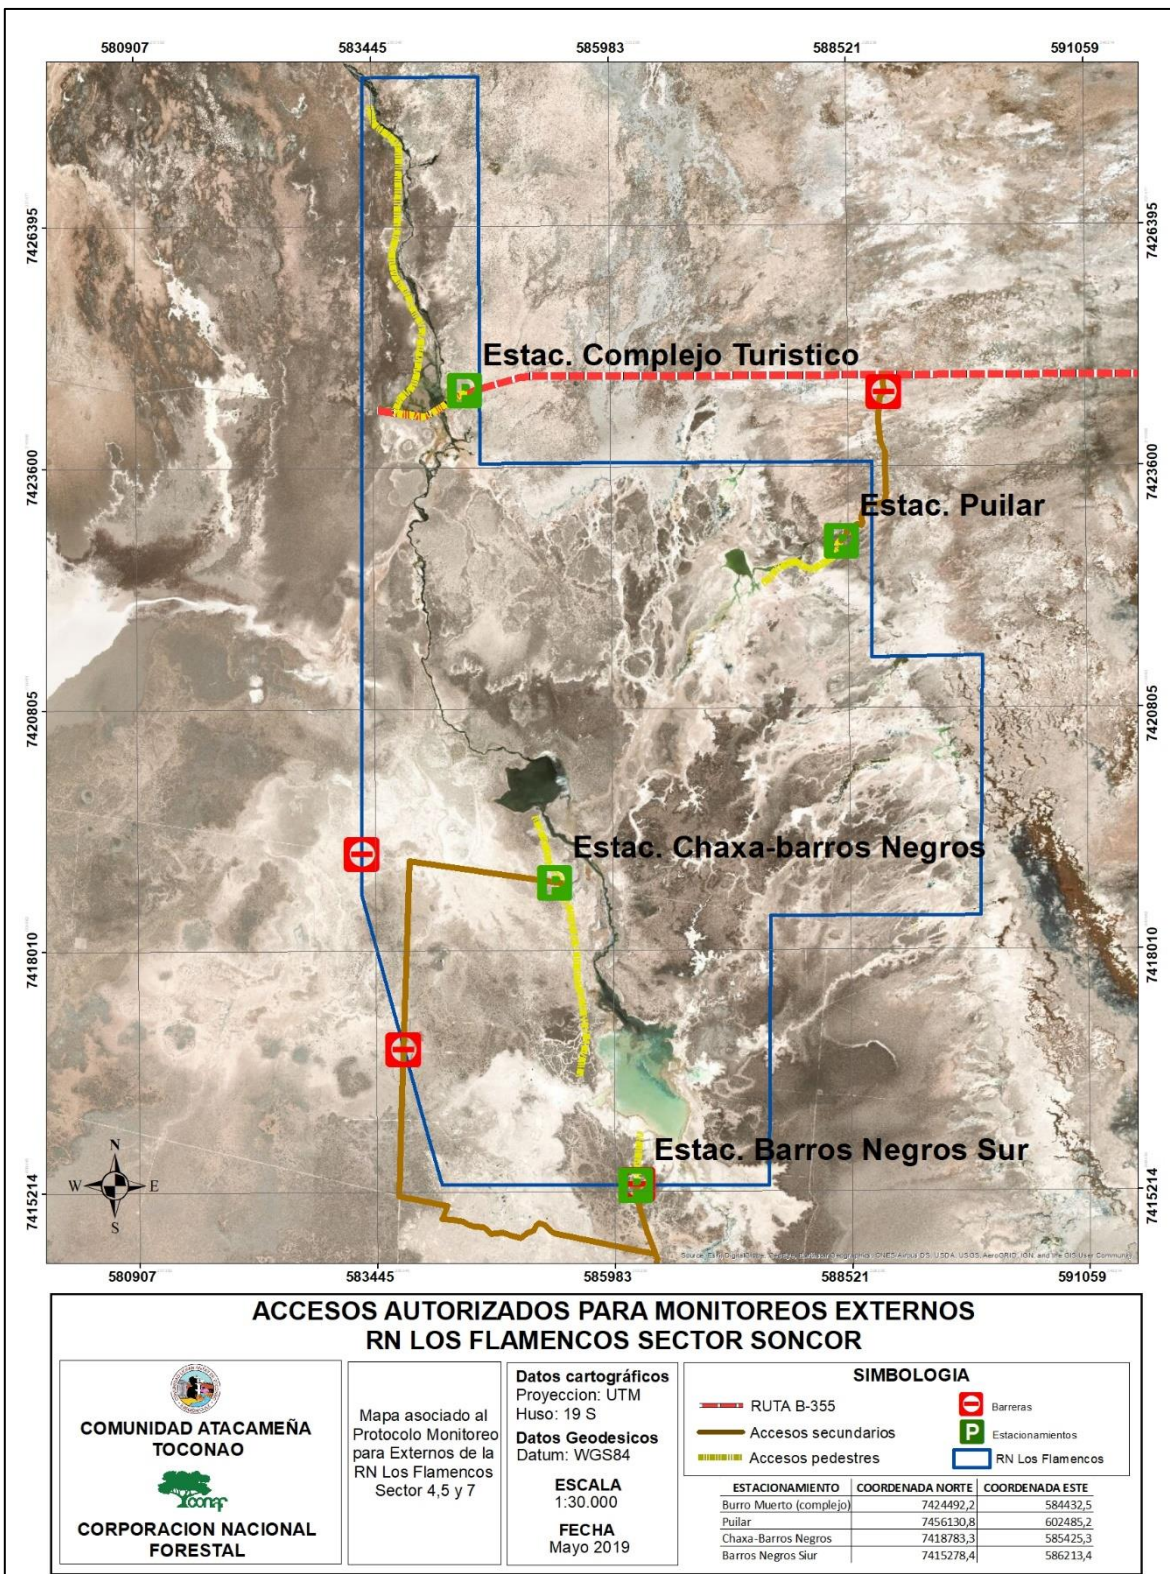 580907 583445 585983 588521 591059
7426395 7426395
Estac. Complejo Turistico
7423600 7423600
Estac. Puilar
7420805 7420805
Estac. Chaxa-barros Negros
7418010 7418010
Estac. Barros Negros Sur
N
W E
S
7415214 7415214
580907 583445 585983 588521 591059
ACCESOS AUTORIZADOS PARA MONITOREOS EXTERNOS
RN LOS FLAMENCOS SECTOR SONCOR
COMUNIDAD ATACAMEÑA
TOCONAO
conaf
CORPORACION NACIONAL
FORESTAL
Mapa asociado al
Protocolo Monitoreo
para Externos de la
RN Los Flamencos
Sector 4,5 y 7
Datos cartográficos
Proyeccion: UTM
Huso: 19 S
Datos Geodesicos
Datum: WGS84
ESCALA
1:30.000
FECHA
Mayo 2019
SIMBOLOGIA
RUTA B-355
Accesos secundarios
Accesos pedestres
Barreras
P Estacionamientos
RN Los Flamencos
ESTACIONAMIENTO COORDENADA NORTE COORDENADA ESTE
Burro Muerto (complejo) 7424492,2 584432,5
Puilar 7456130,8 602485,2
Chaxa-Barros Negros 7418783,3 585425,3
Barros Negros Siur 7415278,4 586213,4